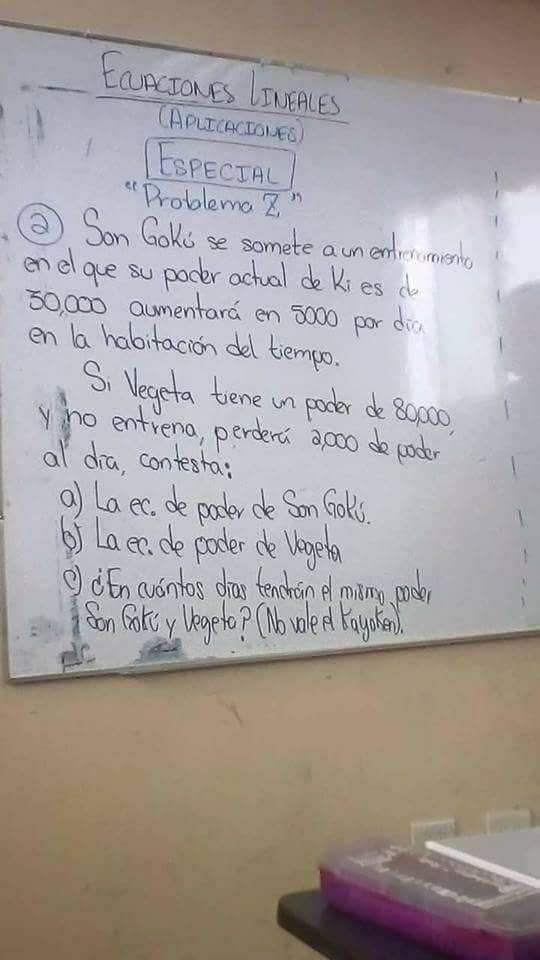 ECUACIONES LINEALES
(APLICACIONES)
ESPECIAL
"Problema Z"
② Son Gokú se somete a un entrenamiento
en el que su poder actual de Ki es de
50,000 aumentará en 5000 por día
en la habitación del tiempo.
Si Vegeta tiene un poder de 80,000
y no entrena, perderá 2,000 de poder
al día, contesta:
a) La ec. de poder de Son Gokú.
b) La ec. de poder de Vegeta
c) ¿En cuántos días tendrán el mismo poder
Son Gokú y Vegeta? (No vale el Kayoken).